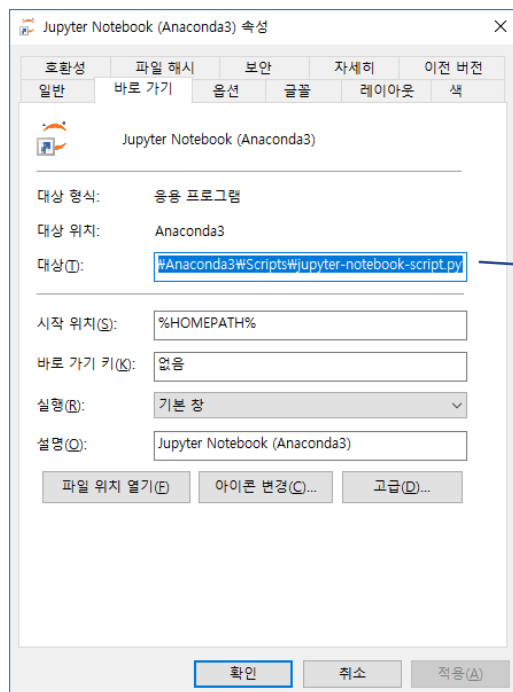 Jupyter Notebook (Anaconda3) 속성
호환성 파일 해시 보안 자세히 이전 버전
일반 바로 가기 옵션 글꼴 레이아웃 색
Jupyter Notebook (Anaconda3)
대상 형식: 응용 프로그램
대상 위치: Anaconda3
대상(T): ₩Anaconda3₩Scripts₩jupyter-notebook-script.py
시작 위치(S): %HOMEPATH%
바로 가기 키(K): 없음
실행(R): 기본 창
설명(O): Jupyter Notebook (Anaconda3)
파일 위치 열기(F) 아이콘 변경(C)... 고급(D)...
확인 취소 적용(A)